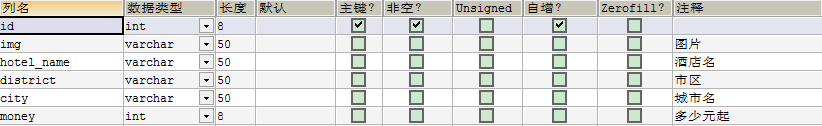 列名 数据类型 长度 默认 主键? 非空? Unsigned 自增? Zerofill? 注释
id int 8
img varchar 50 图片
hotel_name varchar 50 酒店名
district varchar 50 市区
city varchar 50 城市名
money int 8 多少元起